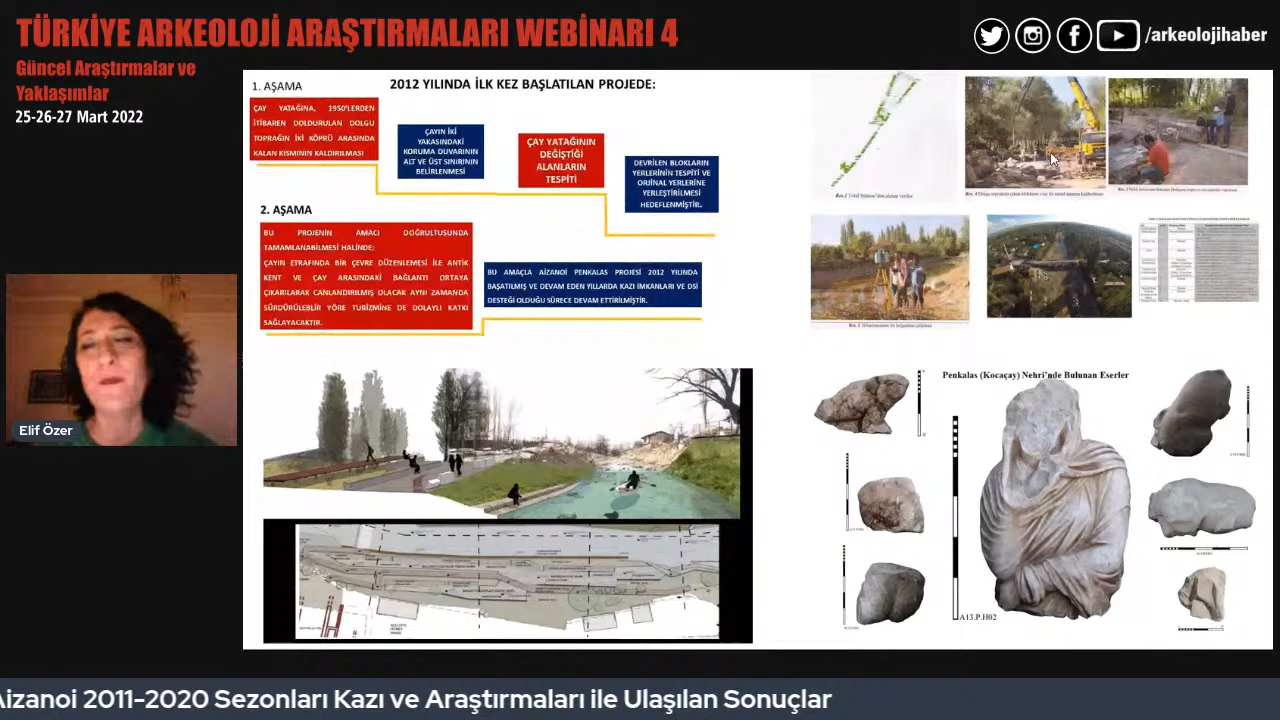 TÜRKİYE ARKEOLOJİ ARAŞTIRMALARI WEBİNARI 4
Güncel Araştırmalar ve
Yaklaşımlar
25-26-27 Mart 2022
/arkeolojihaber
1. AŞAMA
2012 YILINDA İLK KEZ BAŞLATILAN PROJEDE:
ÇAY YATAĞINA, 1950'LERDEN
İTİBAREN DOLDURULAN DOLGU
TOPRAĞIN İKİ KÖPRÜ ARASINDA
KALAN KISMININ KALDIRILMASI
ÇAYIN İKİ
YAKASINDAKİ
KORUMA DUVARININ
ALT VE ÜST SINIRININ
BELİRLENMESİ
ÇAY YATAĞININ
DEĞİŞTİĞİ
ALANLARIN
TESPİTİ
DEVRİLEN BLOKLARIN
YERLERİNİN TESPİTİ VE
ORİJİNAL YERLERİNE
YERLEŞTİRİLMESİ
HEDEFLENMİŞTİR.
2. AŞAMA
BU PROJENİN AMACI DOĞRULTUSUNDA
TAMAMLANABİLMESİ HALİNDE;
ÇAYIN ETRAFINDA BİR ÇEVRE DÜZENLEMESİ İLE ANTİK
KENT VE ÇAY ARASINDAKİ BAĞLANTI ORTAYA
ÇIKARILARAK CANLANDIRILMIŞ OLACAK AYNI ZAMANDA
SÜRDÜRÜLEBİLİR YÖRE TURİZMİNE DE DOLAYLI KATKI
SAĞLAYACAKTIR.
BU AMAÇLA AİZANOİ PENKALAS PROJESİ 2012 YILINDA
BAŞATILMIŞ VE DEVAM EDEN YILLARDA KAZI İMKANLARI VE DSİ
DESTEĞİ OLDUĞU SÜRECE DEVAM ETTİRİLMİŞTİR.
Penkalas (Kocaçay) Nehri'nde Bulunan Eserler
A13.P.H02
Elif Özer
Aizanoi 2011-2020 Sezonları Kazı ve Araştırmaları ile Ulaşılan Sonuçlar